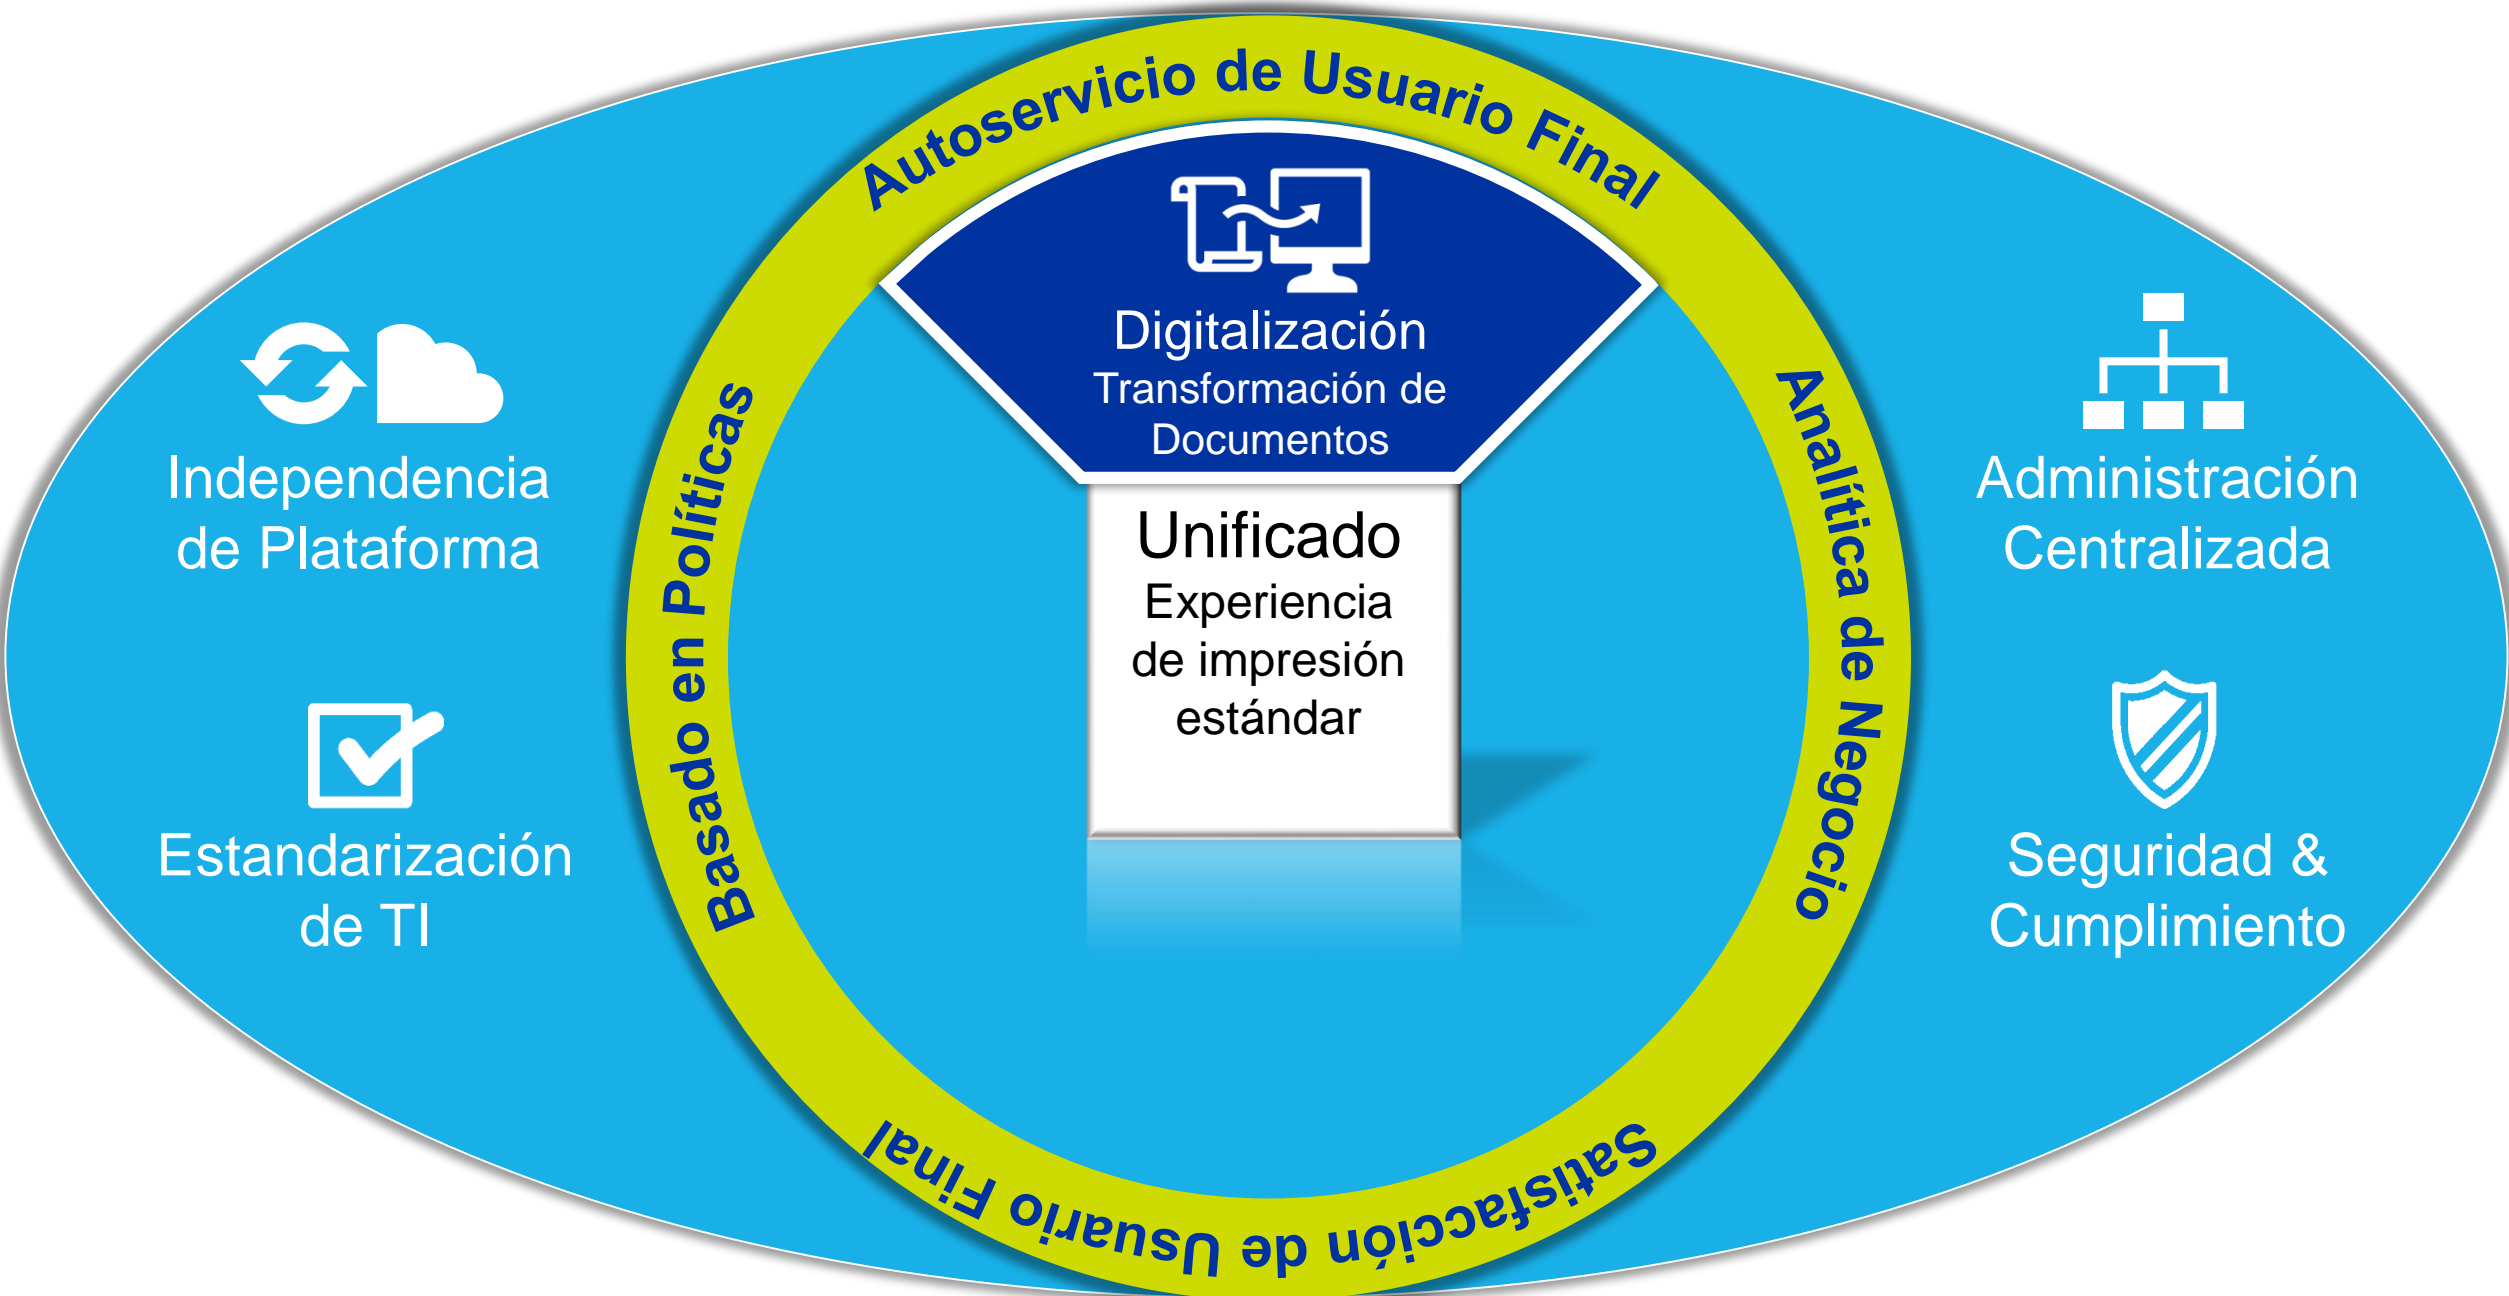 Autoservicio de Usuario Final
Digitalización
Transformación de
Documentos
Unificado
Experiencia
de impresión
estándar
Independencia
de Plataforma
Estandarización
de TI
Basado en Políticas
Analítica de Negocio
Administración
Centralizada
Seguridad &
Cumplimiento
Satisfacción de Usuario Final